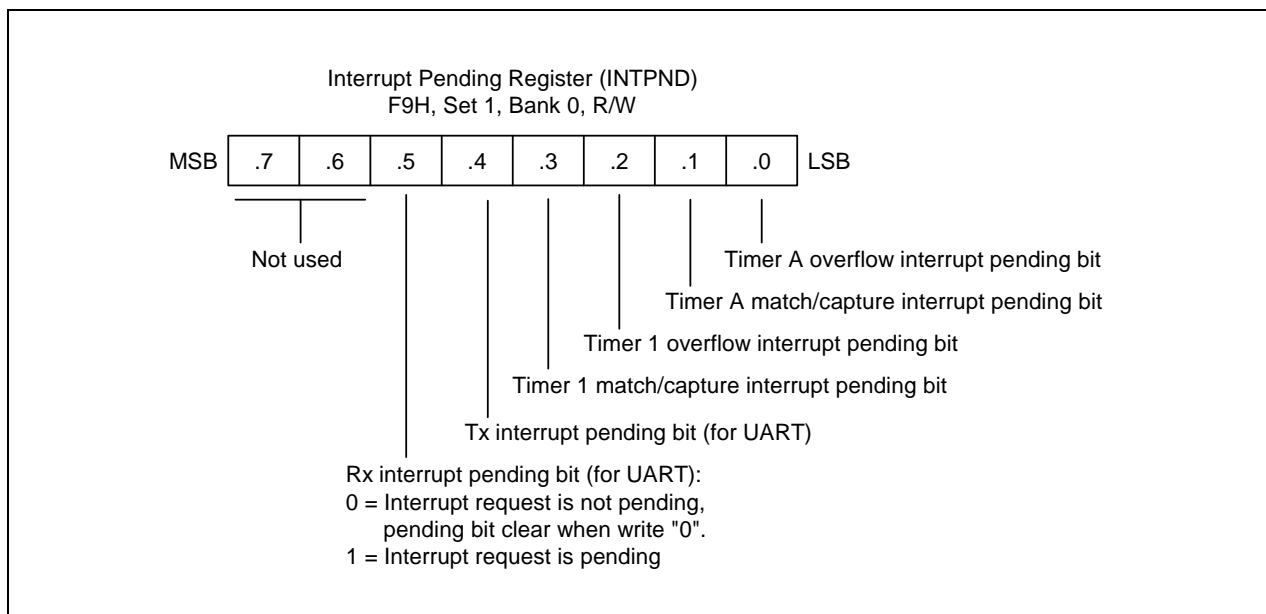 Interrupt Pending Register (INTPND)
F9H, Set 1, Bank 0, R/W
MSB .7 .6 .5 .4 .3 .2 .1 .0 LSB
Not used
Timer A overflow interrupt pending bit
Timer A match/capture interrupt pending bit
Timer 1 overflow interrupt pending bit
Timer 1 match/capture interrupt pending bit
Tx interrupt pending bit (for UART)
Rx interrupt pending bit (for UART):
0 = Interrupt request is not pending,
pending bit clear when write "0".
1 = Interrupt request is pending